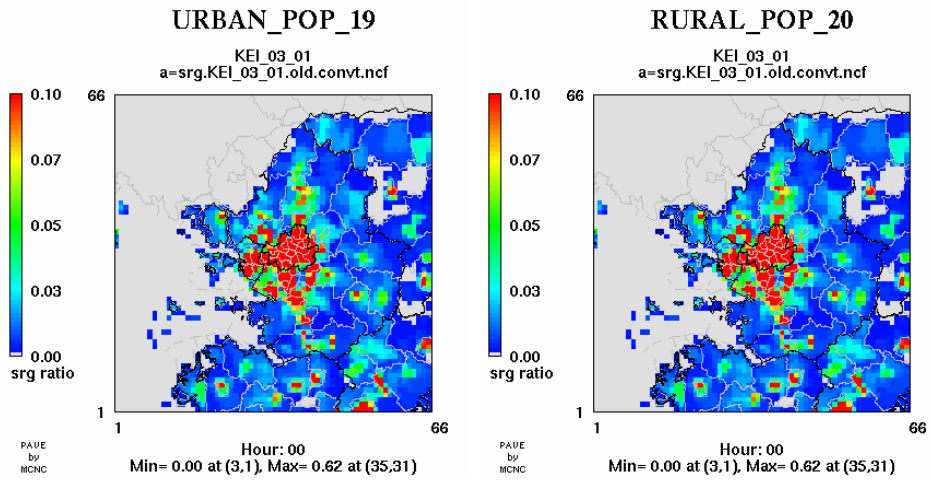 URBAN_POP_19
KEI_03_01
a=srg.KEI_03_01.old.convt.ncf
0.10
0.07
0.05
0.03
0.00
srg ratio
66
1
1
66
PAVE
by
MCNC
Hour: 00
Min= 0.00 at (3,1), Max= 0.62 at (35,31)
RURAL_POP_20
KEI_03_01
a=srg.KEI_03_01.old.convt.ncf
0.10
0.07
0.05
0.03
0.00
srg ratio
66
1
1
66
PAVE
by
MCNC
Hour: 00
Min= 0.00 at (3,1), Max= 0.62 at (35,31)